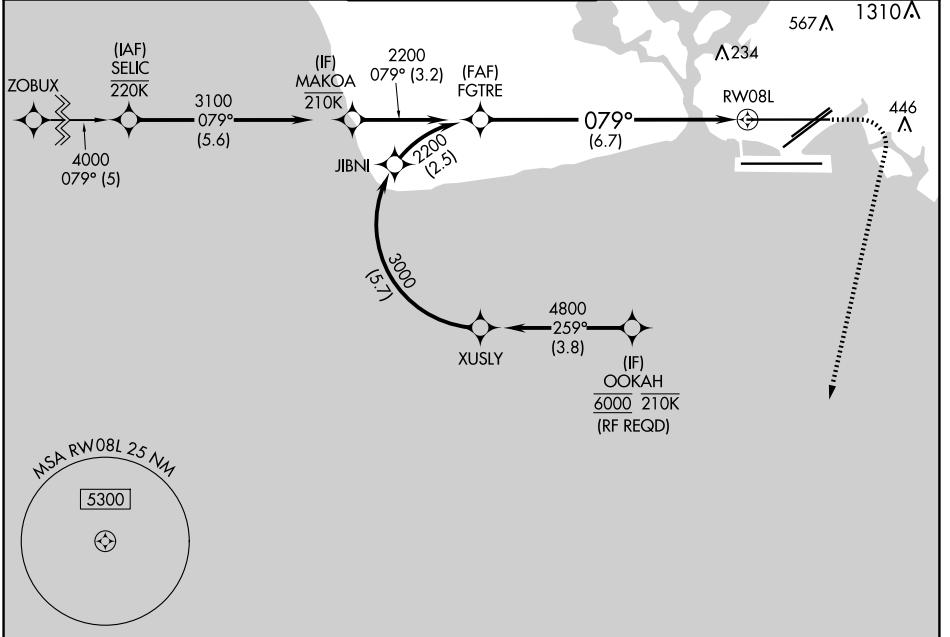 1310
567
234
446
ZOBUX
(IAF)
SELIC
220K
4000
079° (5)
3100
079°
(5.6)
(IF)
MAKOA
210K
2200
079° (3.2)
(FAF)
FGTRE
079°
(6.7)
RW08L
JIBNI
2200
(2.5)
3000
(5.7)
XUSLY
4800
259°
(3.8)
(IF)
OOKAH
6000 210K
(RF REQD)
MSA RW08L 25 NM
5300